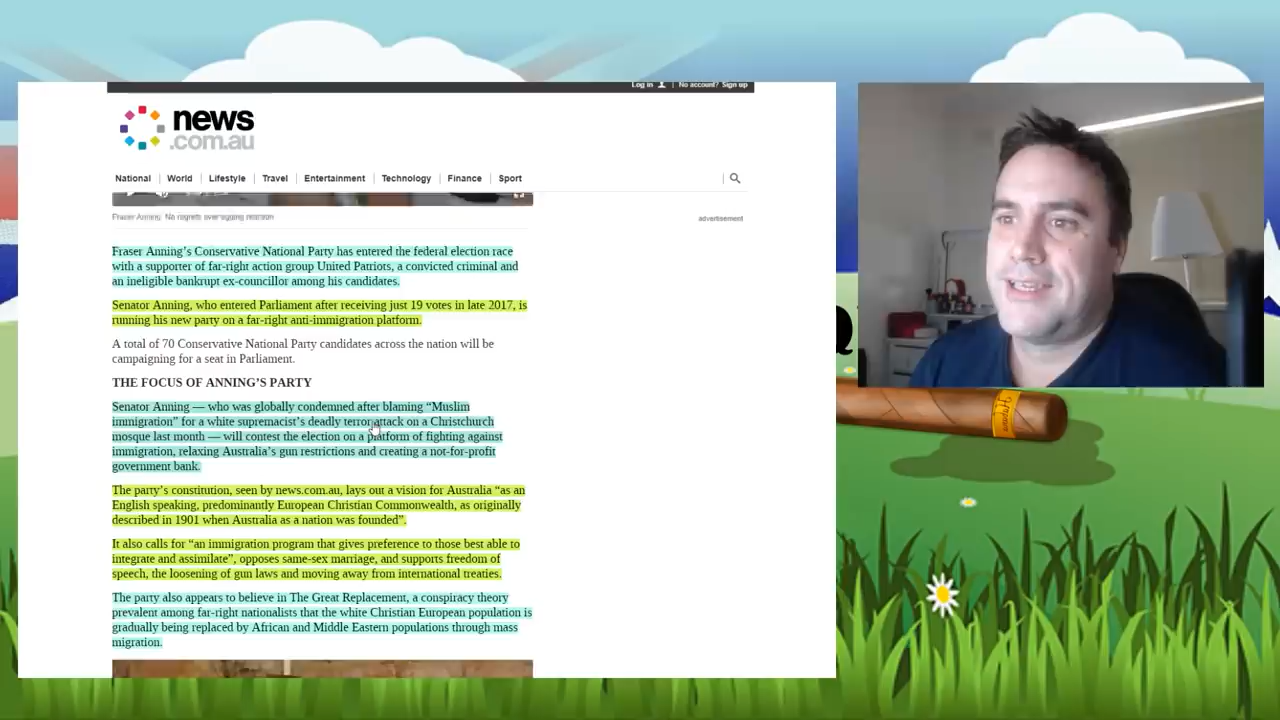 Log in | No account? Sign up
news
.com.au
National | World | Lifestyle | Travel | Entertainment | Technology | Finance | Sport
Fraser Anning: No regrets over egging reaction
advertisement
Fraser Anning’s Conservative National Party has entered the federal election race
with a supporter of far-right action group United Patriots, a convicted criminal and
an ineligible bankrupt ex-councillor among his candidates.
Senator Anning, who entered Parliament after receiving just 19 votes in late 2017, is
running his new party on a far-right anti-immigration platform.
A total of 70 Conservative National Party candidates across the nation will be
campaigning for a seat in Parliament.
THE FOCUS OF ANNING’S PARTY
Senator Anning — who was globally condemned after blaming “Muslim
immigration” for a white supremacist’s deadly terror attack on a Christchurch
mosque last month — will contest the election on a platform of fighting against
immigration, relaxing Australia’s gun restrictions and creating a not-for-profit
government bank.
The party’s constitution, seen by news.com.au, lays out a vision for Australia “as an
English speaking, predominantly European Christian Commonwealth, as originally
described in 1901 when Australia as a nation was founded”.
It also calls for “an immigration program that gives preference to those best able to
integrate and assimilate”, opposes same-sex marriage, and supports freedom of
speech, the loosening of gun laws and moving away from international treaties.
The party also appears to believe in The Great Replacement, a conspiracy theory
prevalent among far-right nationalists that the white Christian European population is
gradually being replaced by African and Middle Eastern populations through mass
migration.